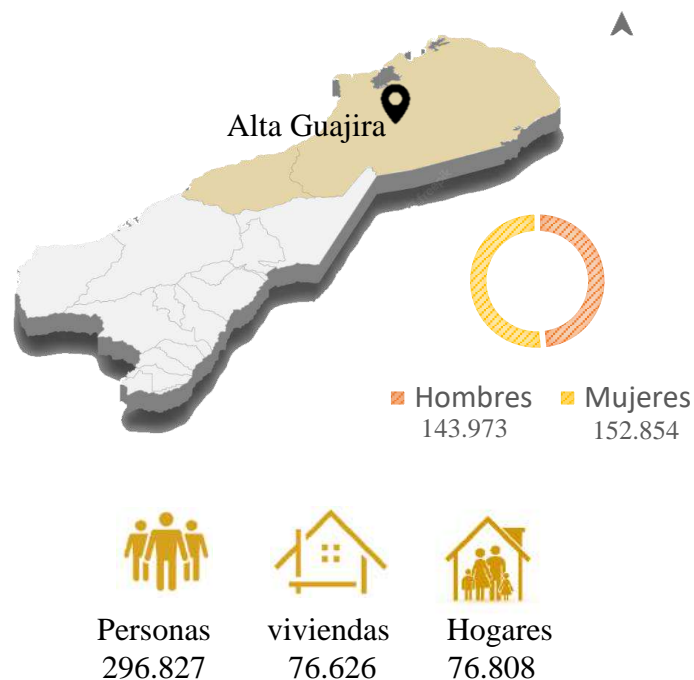 Alta Guajira
Hombres Mujeres
143.973 152.854
Personas viviendas Hogares
296.827 76.626 76.808